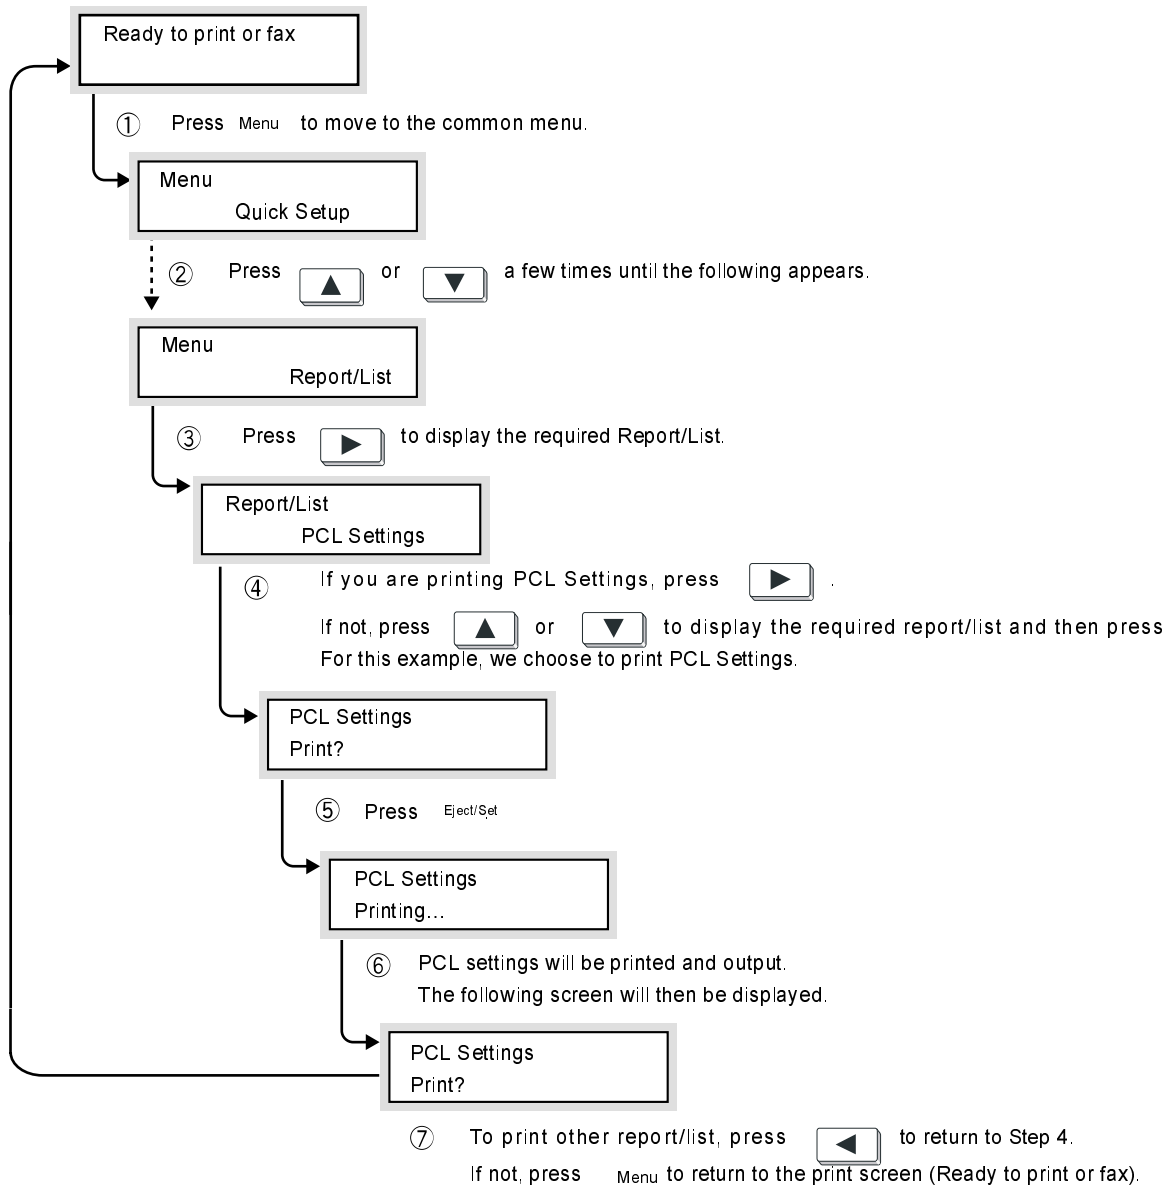 Ready to print or fax
① Press Menu to move to the common menu.
Menu
Quick Setup
② Press ▲ or ▼ a few times until the following appears.
Menu
Report/List
③ Press ▶ to display the required Report/List.
Report/List
PCL Settings
④ If you are printing PCL Settings, press ▶ .
If not, press ▲ or ▼ to display the required report/list and then press
For this example, we choose to print PCL Settings.
PCL Settings
Print?
⑤ Press Eject/Set
PCL Settings
Printing...
⑥ PCL settings will be printed and output.
The following screen will then be displayed.
PCL Settings
Print?
⑦ To print other report/list, press ◀ to return to Step 4.
If not, press Menu to return to the print screen (Ready to print or fax).